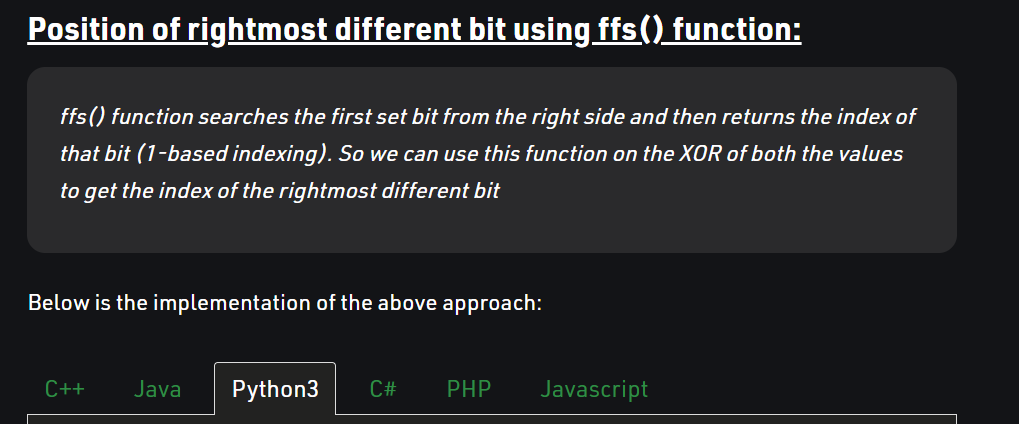 Position of rightmost different bit using ffs() function:
ffs() function searches the first set bit from the right side and then returns the index of
that bit (1-based indexing). So we can use this function on the XOR of both the values
to get the index of the rightmost different bit
Below is the implementation of the above approach:
C++ Java Python3 C# PHP Javascript